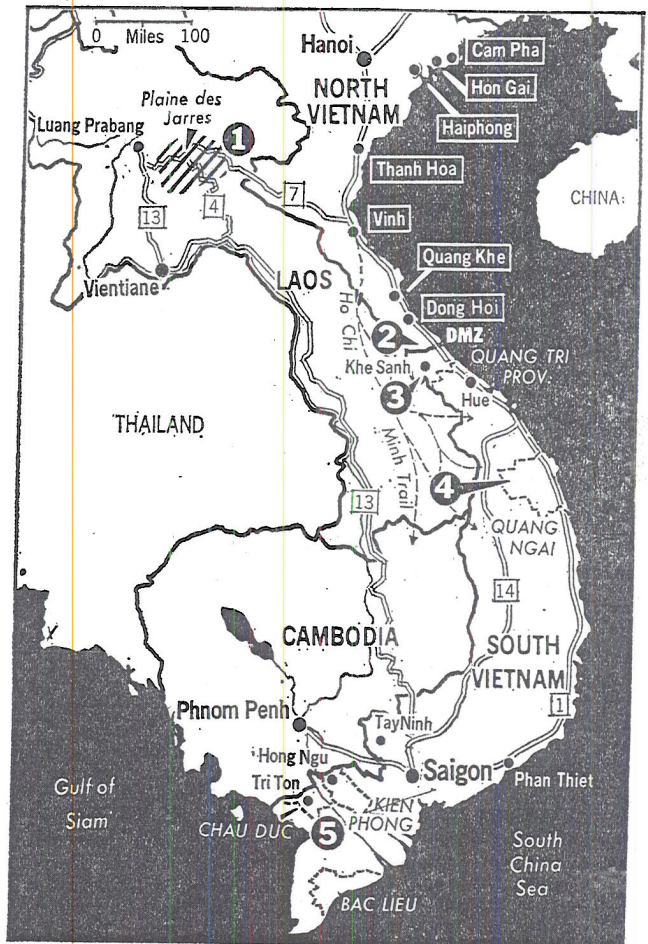 0 Miles 100
Hanoi
Cam Pha
NORTH
VIETNAM
Hon Gai
Plaine des
Jarres
Haiphong
Luang Prabang
1
Thanh Hoa
7
13
4
CHINA
Vinh
Quang Khe
Vientiane
LAOS
Dong Hoi
Ho Chi
Minh Trail
2
DMZ
QUANG TRI
PROV.
Khe Sanh
3
Hue
THAILAND
4
13
QUANG
NGAI
14
CAMBODIA
SOUTH
VIETNAM
Phnom Penh
1
TayNinh
Hong Ngu
Saigon
Tri Ton
Phan Thiet
Gulf of
Siam
KIEN
PHONG
CHAU DUC
5
South
China
Sea
BAC LIEU